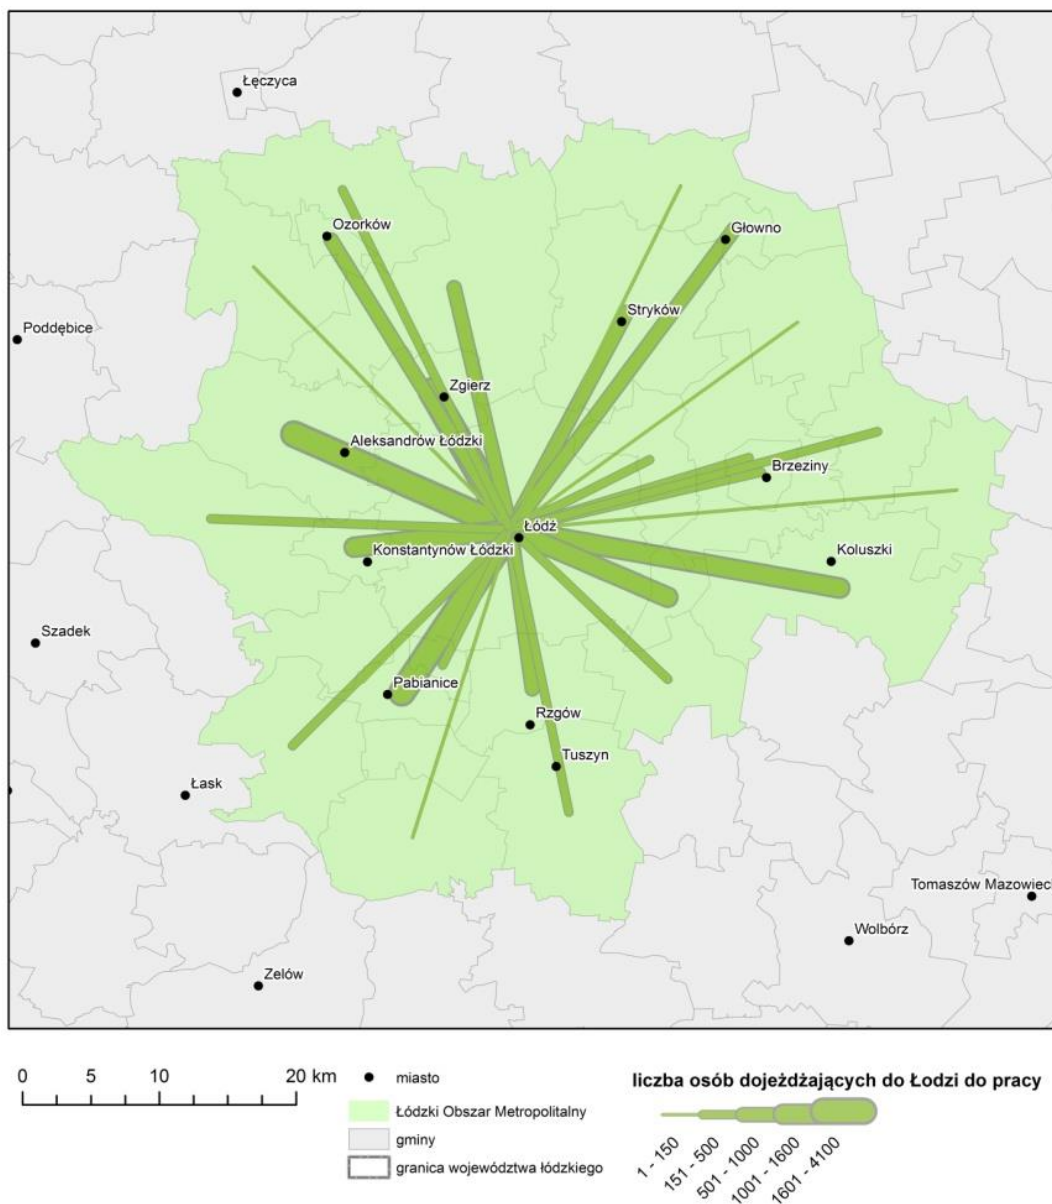 Łęczyca
Ozorków
Głowno
Stryków
Poddębice
Zgierz
Aleksandrów Łódzki
Brzeziny
Łódź
Konstantynów Łódzki
Koluszki
Szadek
Pabianice
Rzgów
Tuszyn
Łask
Tomaszów Mazowiec
Wolbórz
Zelów
0 5 10 20 km
miasto
Łódzki Obszar Metropolitalny
gminy
granica województwa łódzkiego
liczba osób dojeżdżających do Łodzi do pracy
1 - 150
151 - 500
501 - 1000
1001 - 1600
1601 - 4100